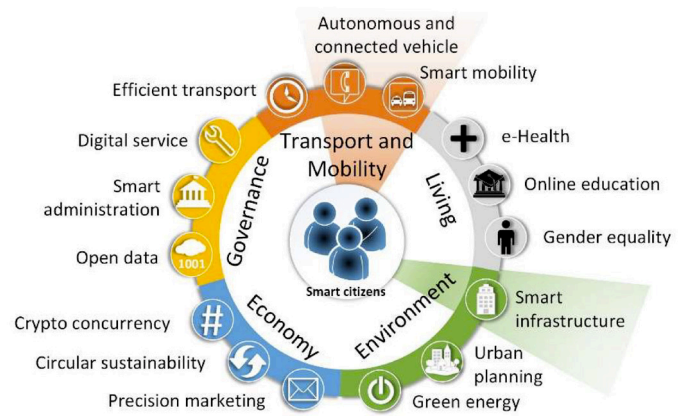 Autonomous and
connected vehicle
Efficient transport
Smart mobility
Digital service
Transport and
Mobility
e-Health
Smart
administration
Governance
Living
Online education
Open data
1001
Gender equality
Smart citizens
Crypto concurrency
#
Economy
Environment
Smart
infrastructure
Circular sustainability
Urban
planning
Precision marketing
Green energy